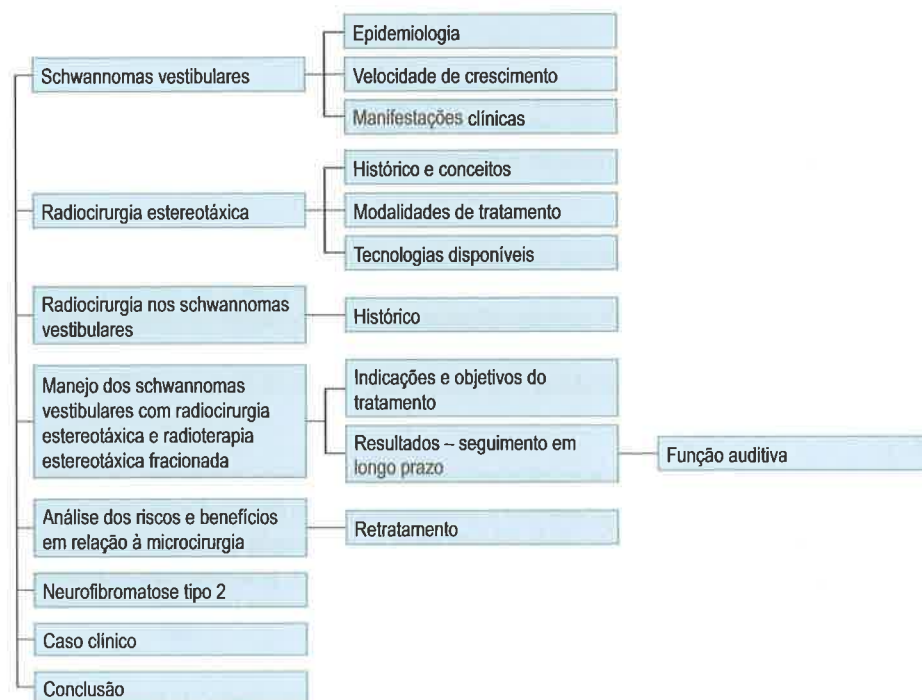 Schwannomas vestibulares
Epidemiologia
Velocidade de crescimento
Manifestações clínicas
Radiocirurgia estereotáxica
Histórico e conceitos
Modalidades de tratamento
Tecnologias disponíveis
Radiocirurgia nos schwannomas
vestibulares
Histórico
Manejo dos schwannomas
vestibulares com radiocirurgia
estereotáxica e radioterapia
estereotáxica fracionada
Indicações e objetivos do
tratamento
Resultados – seguimento em
longo prazo
Função auditiva
Análise dos riscos e benefícios
em relação à microcirurgia
Retratamento
Neurofibromatose tipo 2
Caso clínico
Conclusão